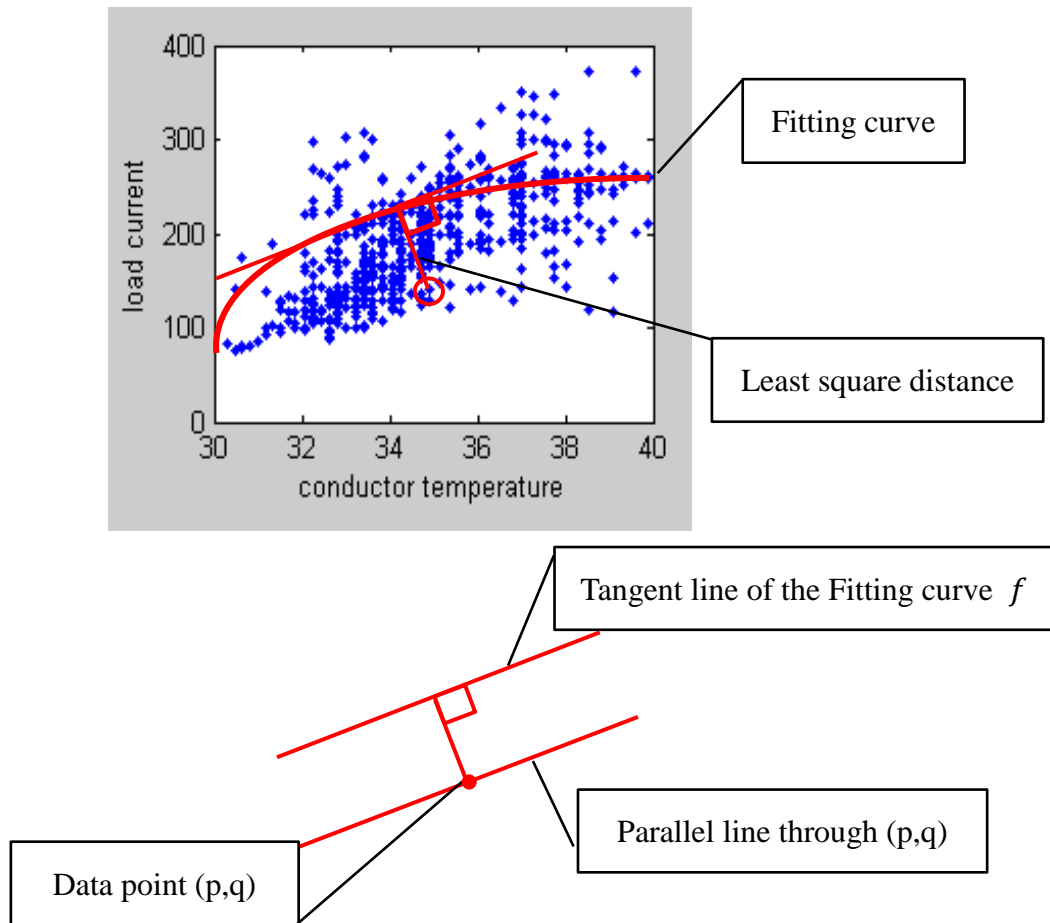 400
300
200
100
0
load current
30 32 34 36 38 40
conductor temperature
Fitting curve
Least square distance
Tangent line of the Fitting curve f
Parallel line through (p,q)
Data point (p,q)